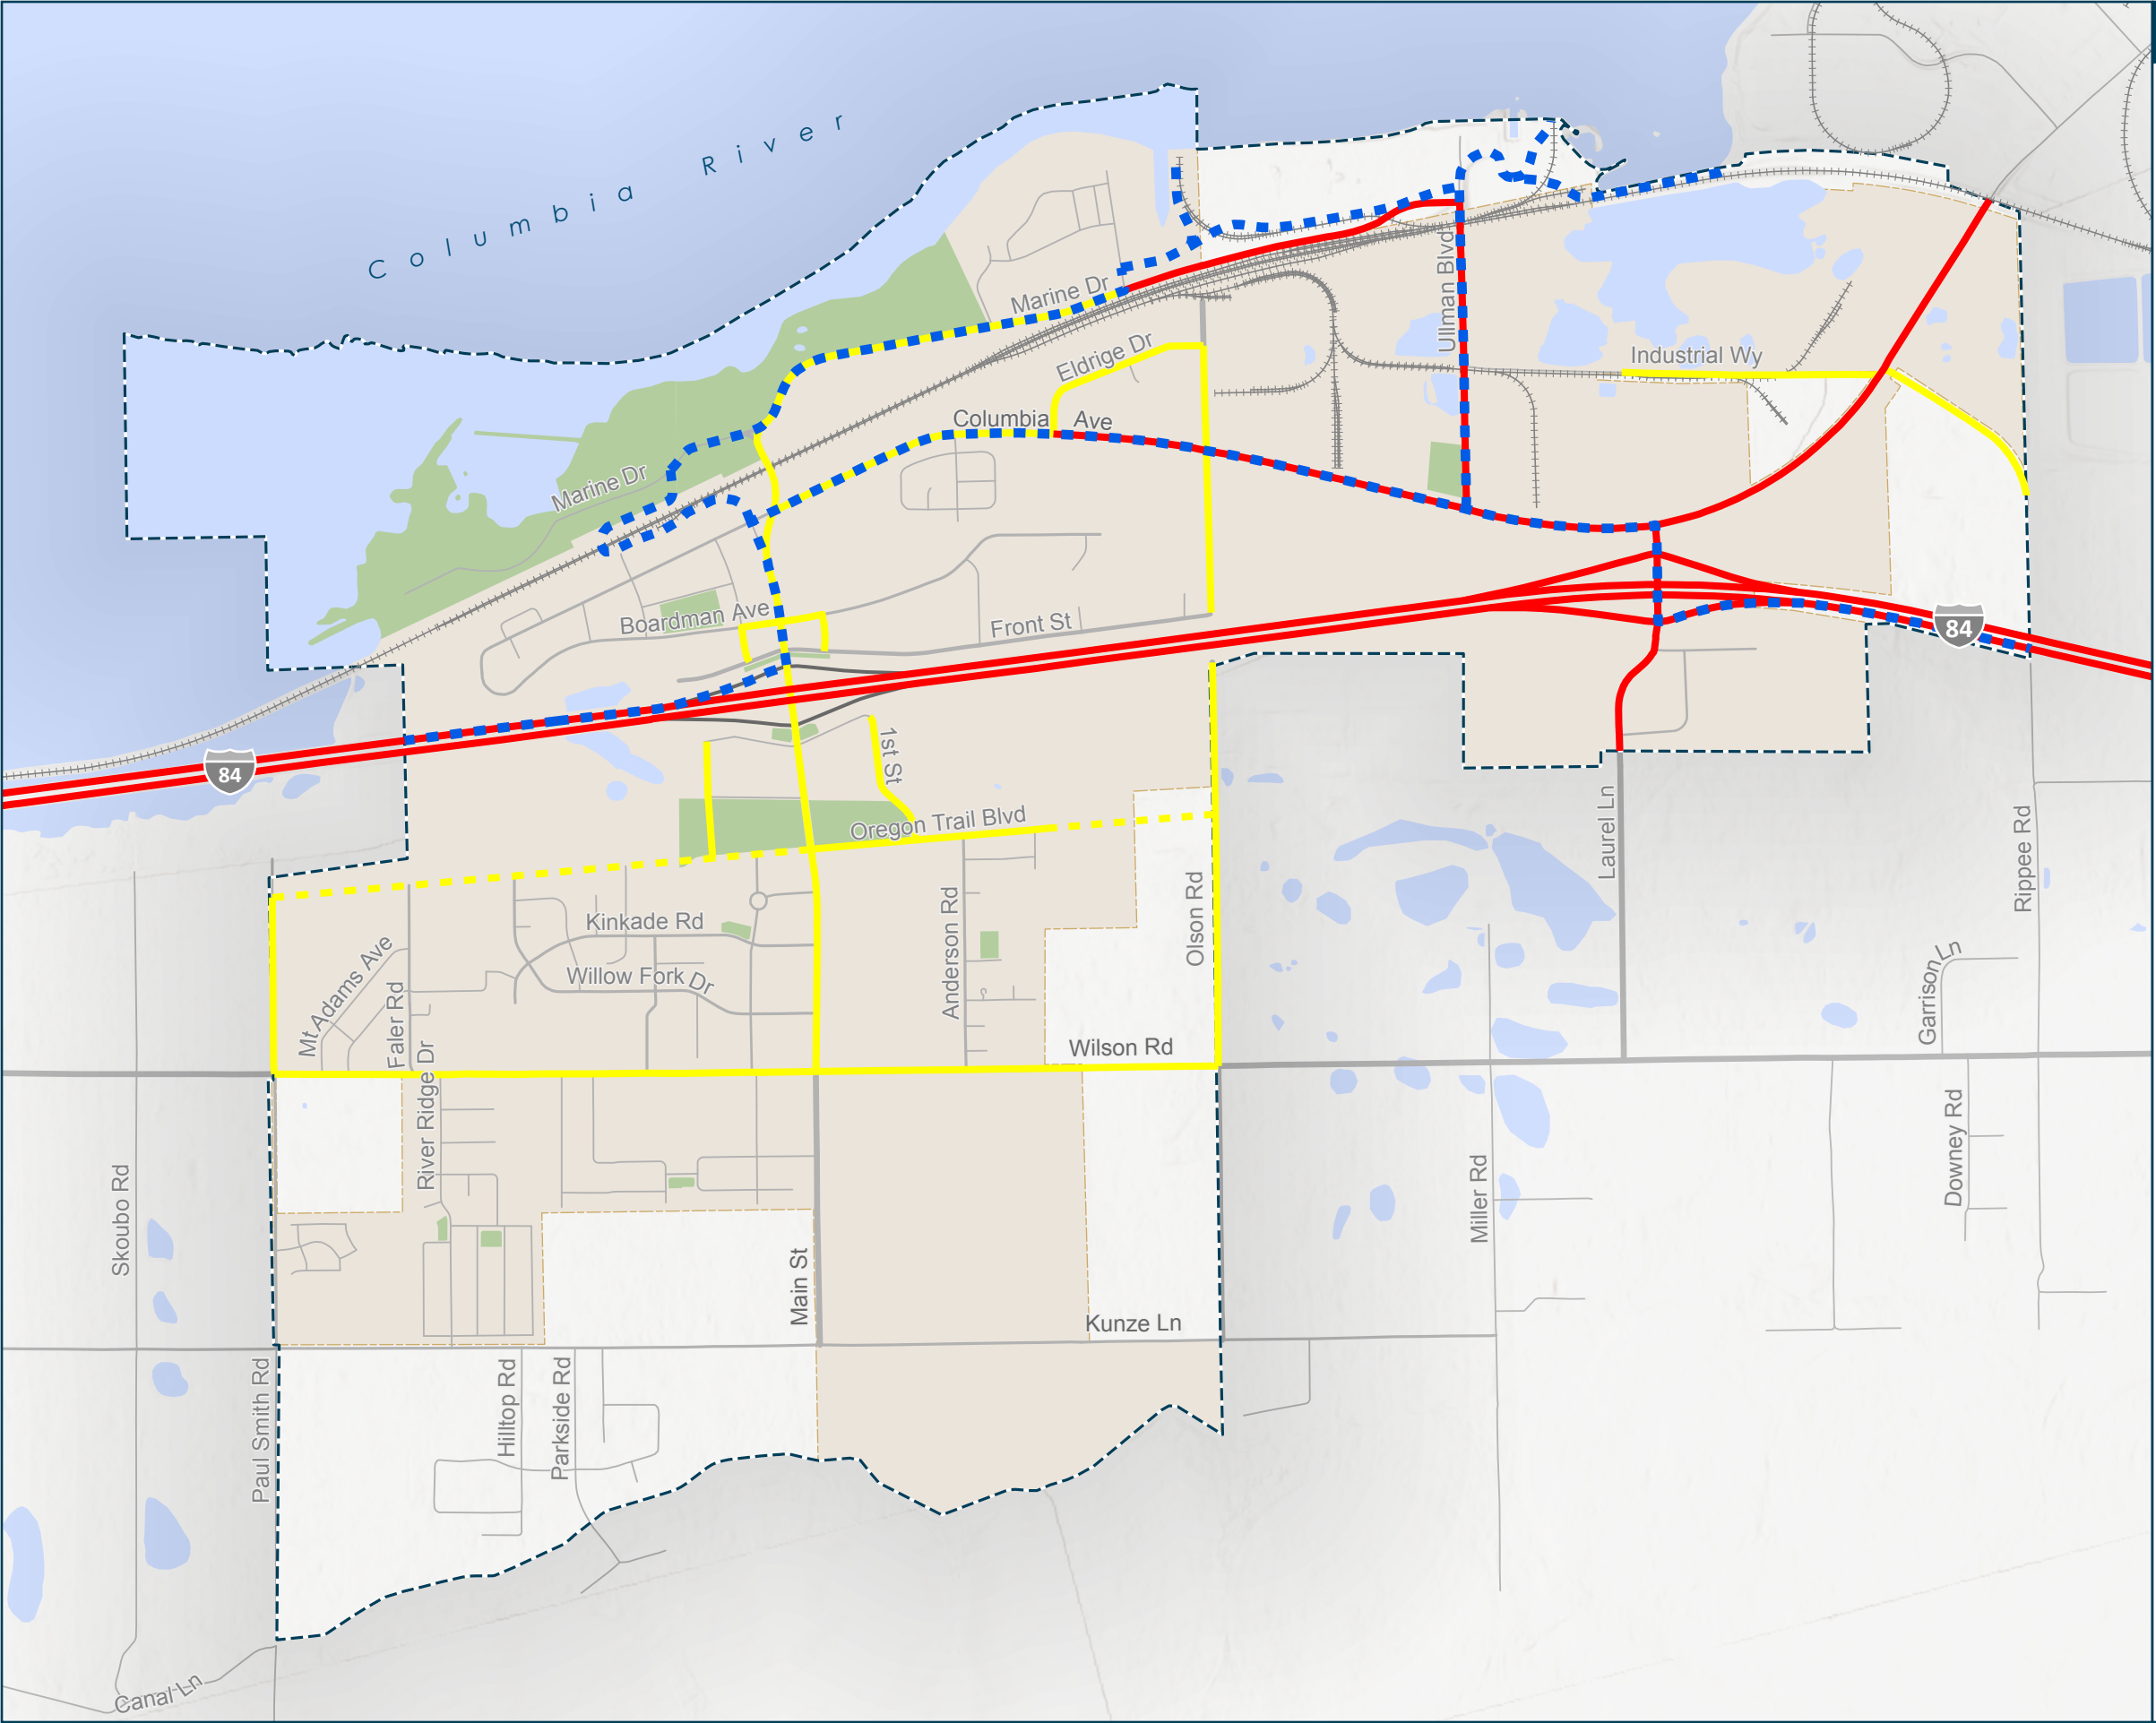 Columbia River
Marine Dr
Ullman Blvd
Eldrige Dr
Industrial Wy
Columbia Ave
Marine Dr
Boardman Ave
Front St
84
84
1st St
Oregon Trail Blvd
Laurel Ln
Rippee Rd
Kinkade Rd
Olson Rd
Anderson Rd
Mt Adams Ave
Willow Fork Dr
Faler Rd
Garrison Ln
Wilson Rd
River Ridge Dr
Downey Rd
Skoubo Rd
Miller Rd
Main St
Kunze Ln
Paul Smith Rd
Hilltop Rd
Parkside Rd
Canal Ln